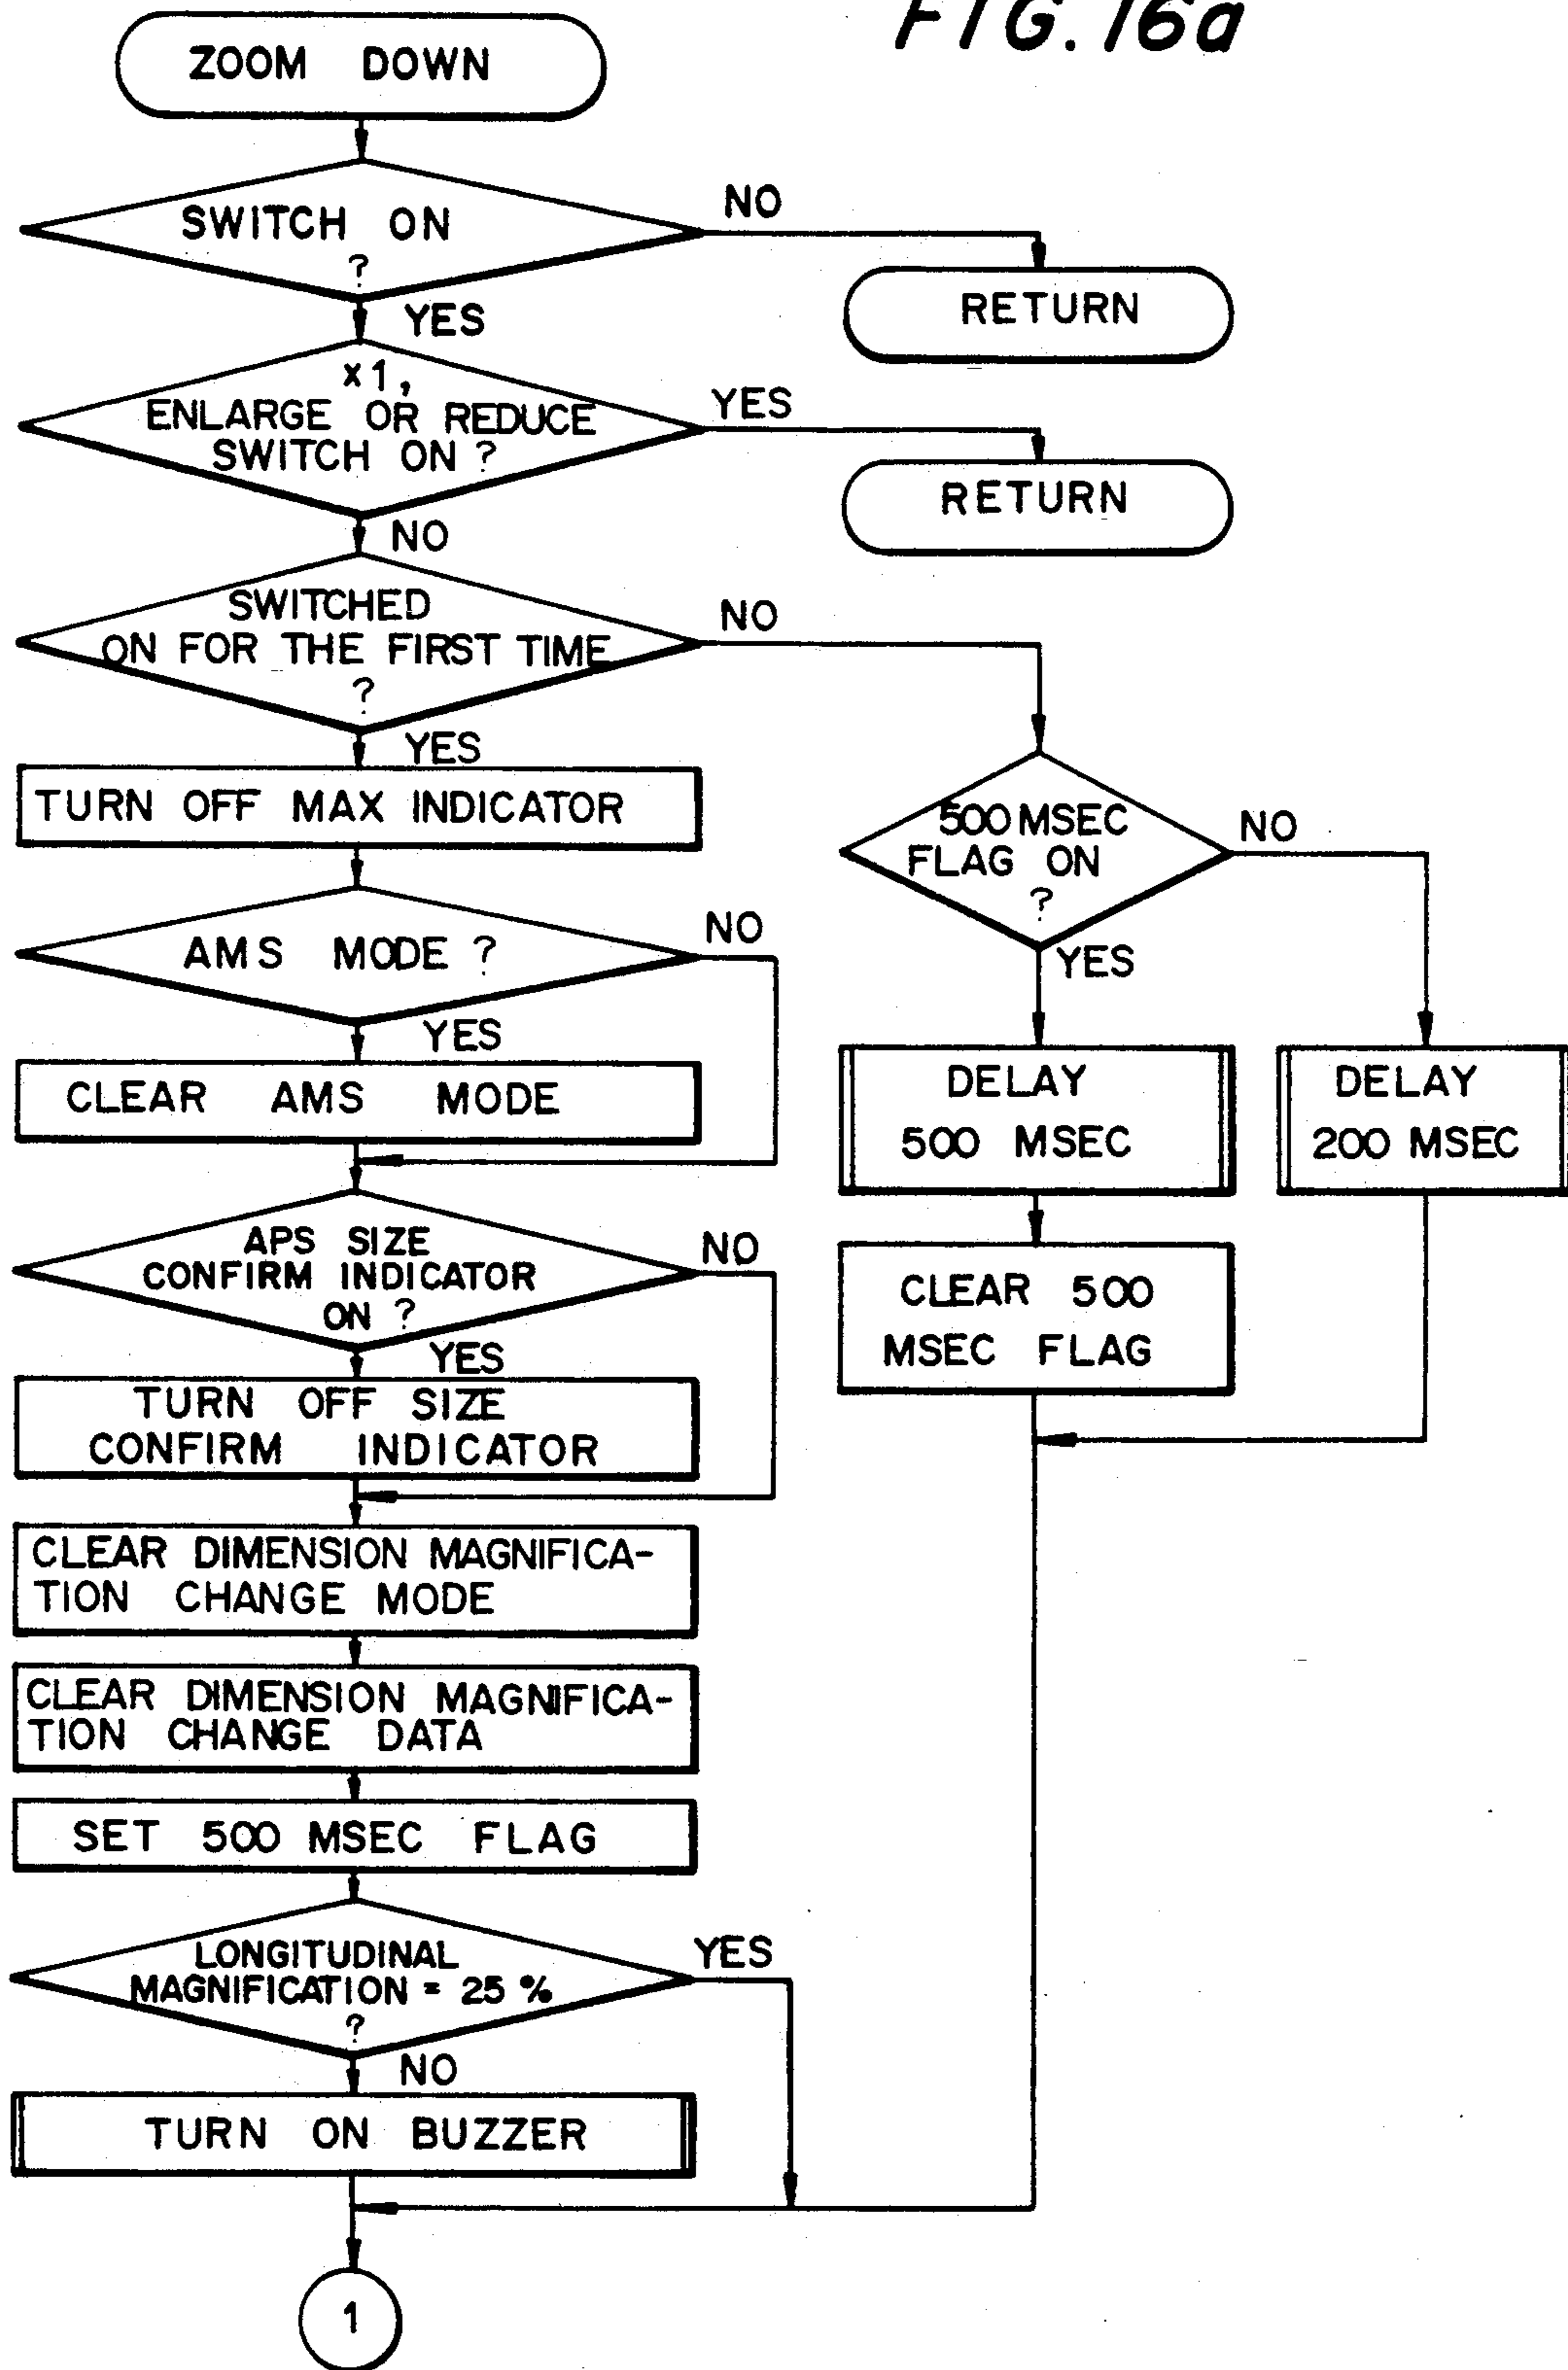 FIG. 16a
ZOOM DOWN
SWITCH ON
?
NO
RETURN
YES
x1,
ENLARGE OR REDUCE
SWITCH ON ?
YES
RETURN
NO
SWITCHED
ON FOR THE FIRST TIME
?
NO
YES
TURN OFF MAX INDICATOR
500 MSEC
FLAG ON
?
NO
YES
AMS MODE ?
NO
YES
CLEAR AMS MODE
DELAY
500 MSEC
DELAY
200 MSEC
APS SIZE
CONFIRM INDICATOR
ON ?
NO
YES
CLEAR 500
MSEC FLAG
TURN OFF SIZE
CONFIRM INDICATOR
CLEAR DIMENSION MAGNIFICA-
TION CHANGE MODE
CLEAR DIMENSION MAGNIFICA-
TION CHANGE DATA
SET 500 MSEC FLAG
LONGITUDINAL
MAGNIFICATION = 25 %
?
YES
NO
TURN ON BUZZER
1